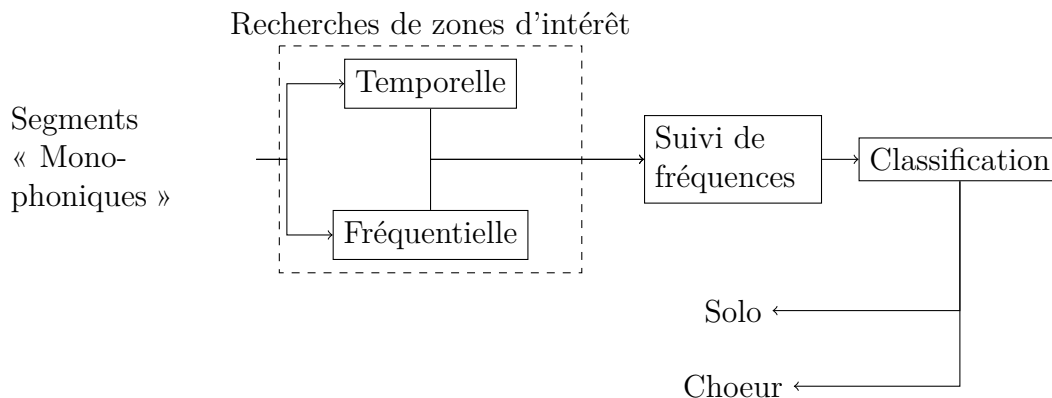 Recherches de zones d'intérêt
Temporelle
Segments
« Mono-
phoniques »
Suivi de
fréquences
Classification
Fréquentielle
Solo
Choeur